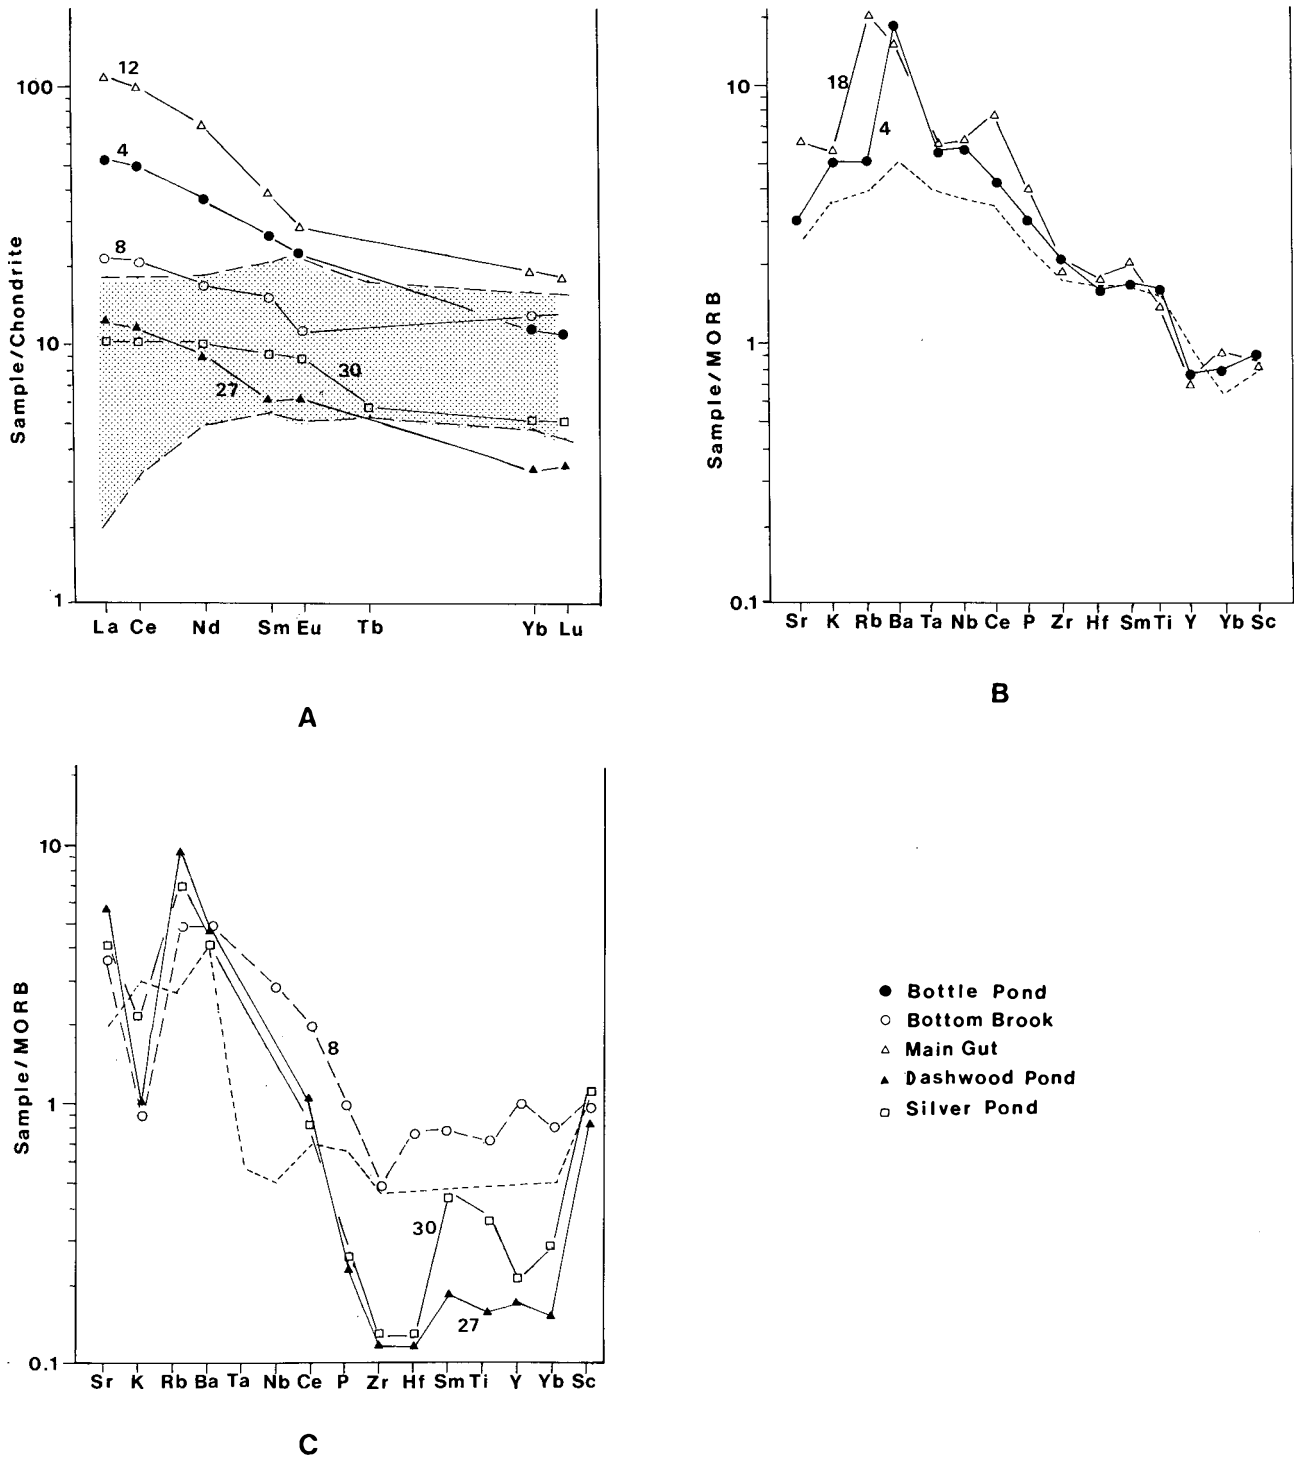 12
100
4
8
10
30
27
1
La Ce Nd Sm Eu Tb Yb Lu
Sample/Chondrite
A
18
10
4
1
0.1
Sr K Rb Ba Ta Nb Ce P Zr Hf Sm Ti Y Yb Sc
Sample/MORB
B
10
8
1
30
27
0.1
Sr K Rb Ba Ta Nb Ce P Zr Hf Sm Ti Y Yb Sc
Sample/MORB
C
Bottle Pond
Bottom Brook
Main Gut
Dashwood Pond
Silver Pond